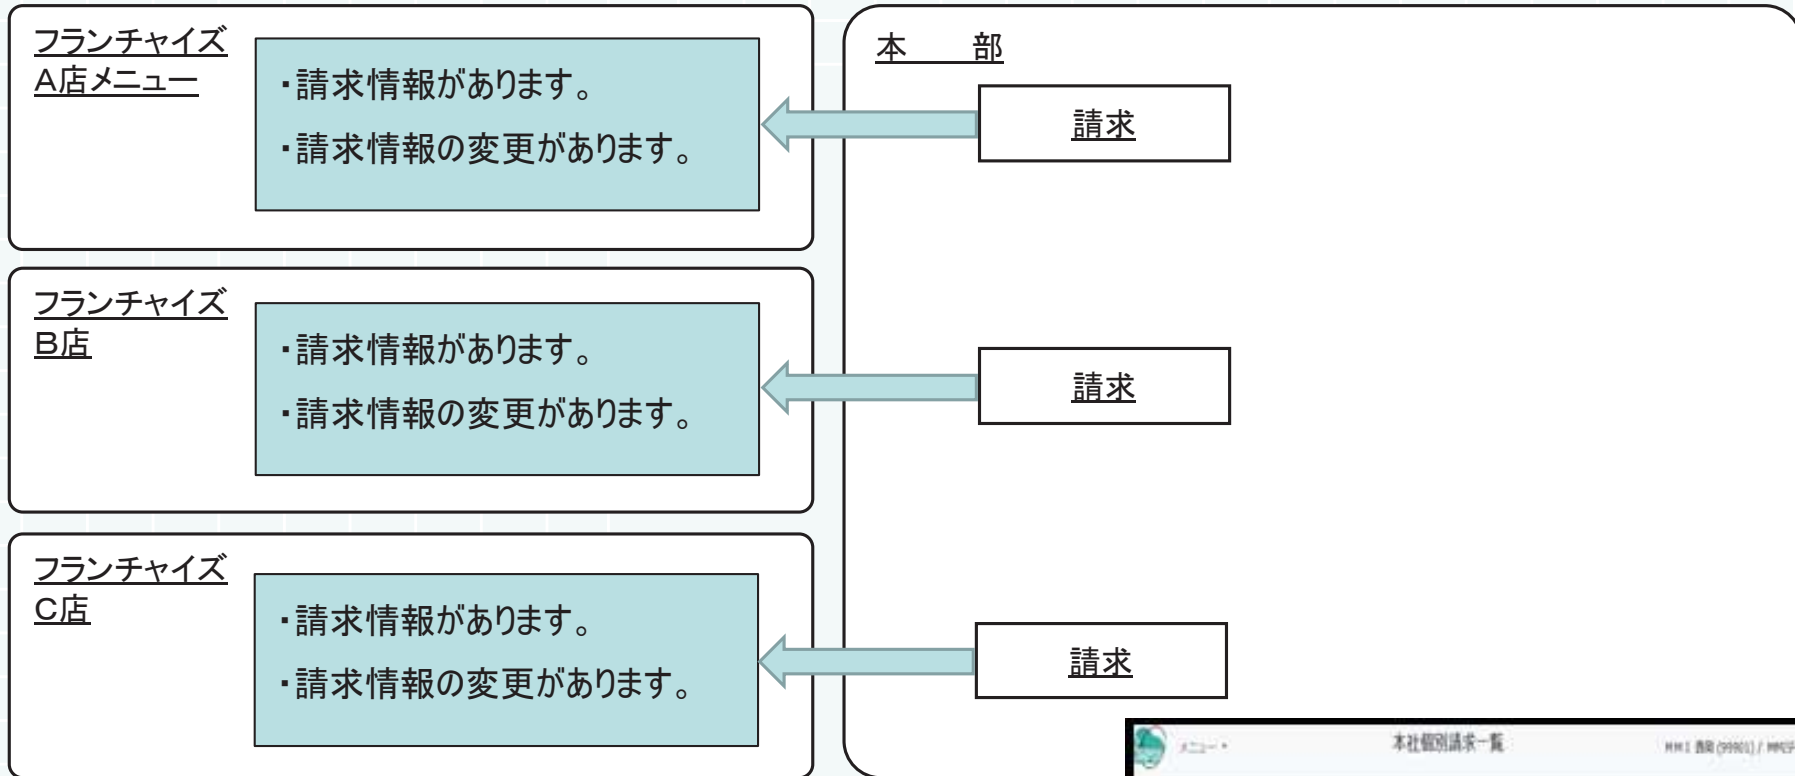 フランチャイズ
A店メニュー
・請求情報があります。
・請求情報の変更があります。
フランチャイズ
B店
・請求情報があります。
・請求情報の変更があります。
フランチャイズ
C店
・請求情報があります。
・請求情報の変更があります。
本　　部
請求
請求
請求
メニュー
本社個別請求一覧